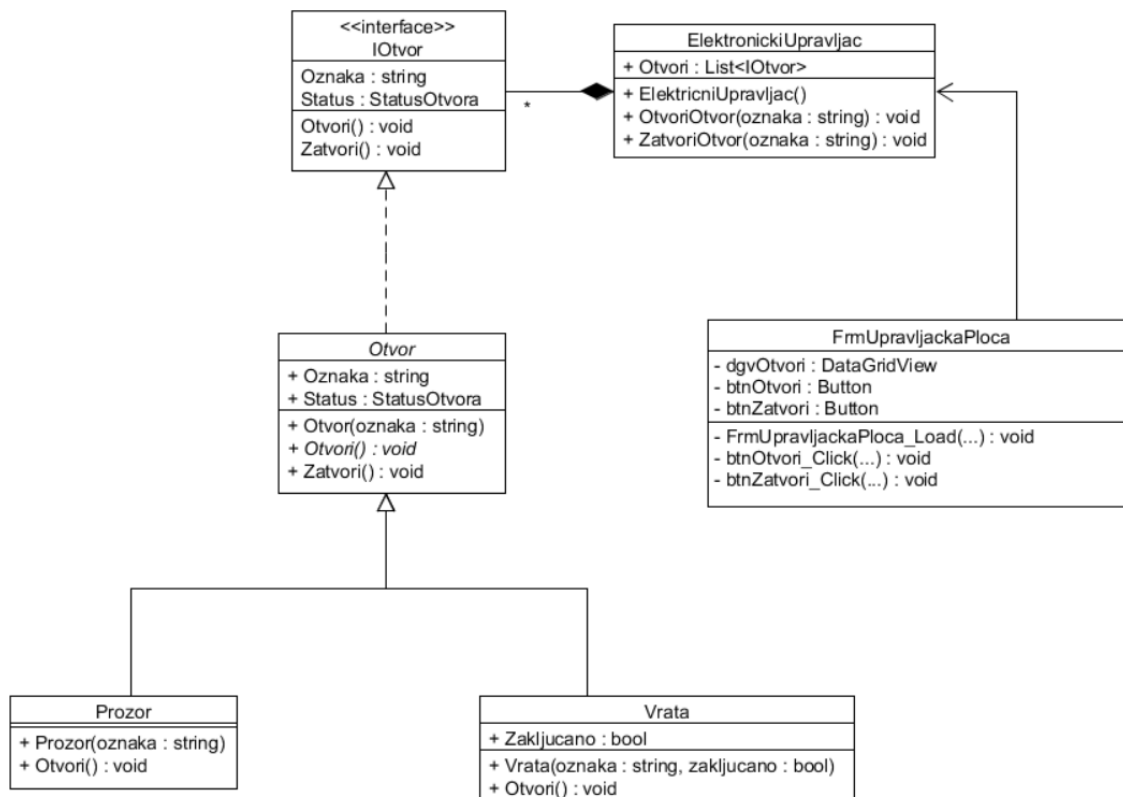 <<interface>>
IOtvor
Oznaka : string
Status : StatusOtvora
Otvori() : void
Zatvori() : void
*
ElektronickiUpravljac
+ Otvori : List<IOtvor>
+ ElektricniUpravljac()
+ OtvoriOtvor(oznaka : string) : void
+ ZatvoriOtvor(oznaka : string) : void
Otvor
+ Oznaka : string
+ Status : StatusOtvora
+ Otvor(oznaka : string)
+ Otvori() : void
+ Zatvori() : void
FrmUpravljackaPloca
- dgvOtvori : DataGridView
- btnOtvori : Button
- btnZatvori : Button
- FrmUpravljackaPloca_Load(...) : void
- btnOtvori_Click(...) : void
- btnZatvori_Click(...) : void
Prozor
+ Prozor(oznaka : string)
+ Otvori() : void
Vrata
+ Zakljucano : bool
+ Vrata(oznaka : string, zakljucano : bool)
+ Otvori() : void